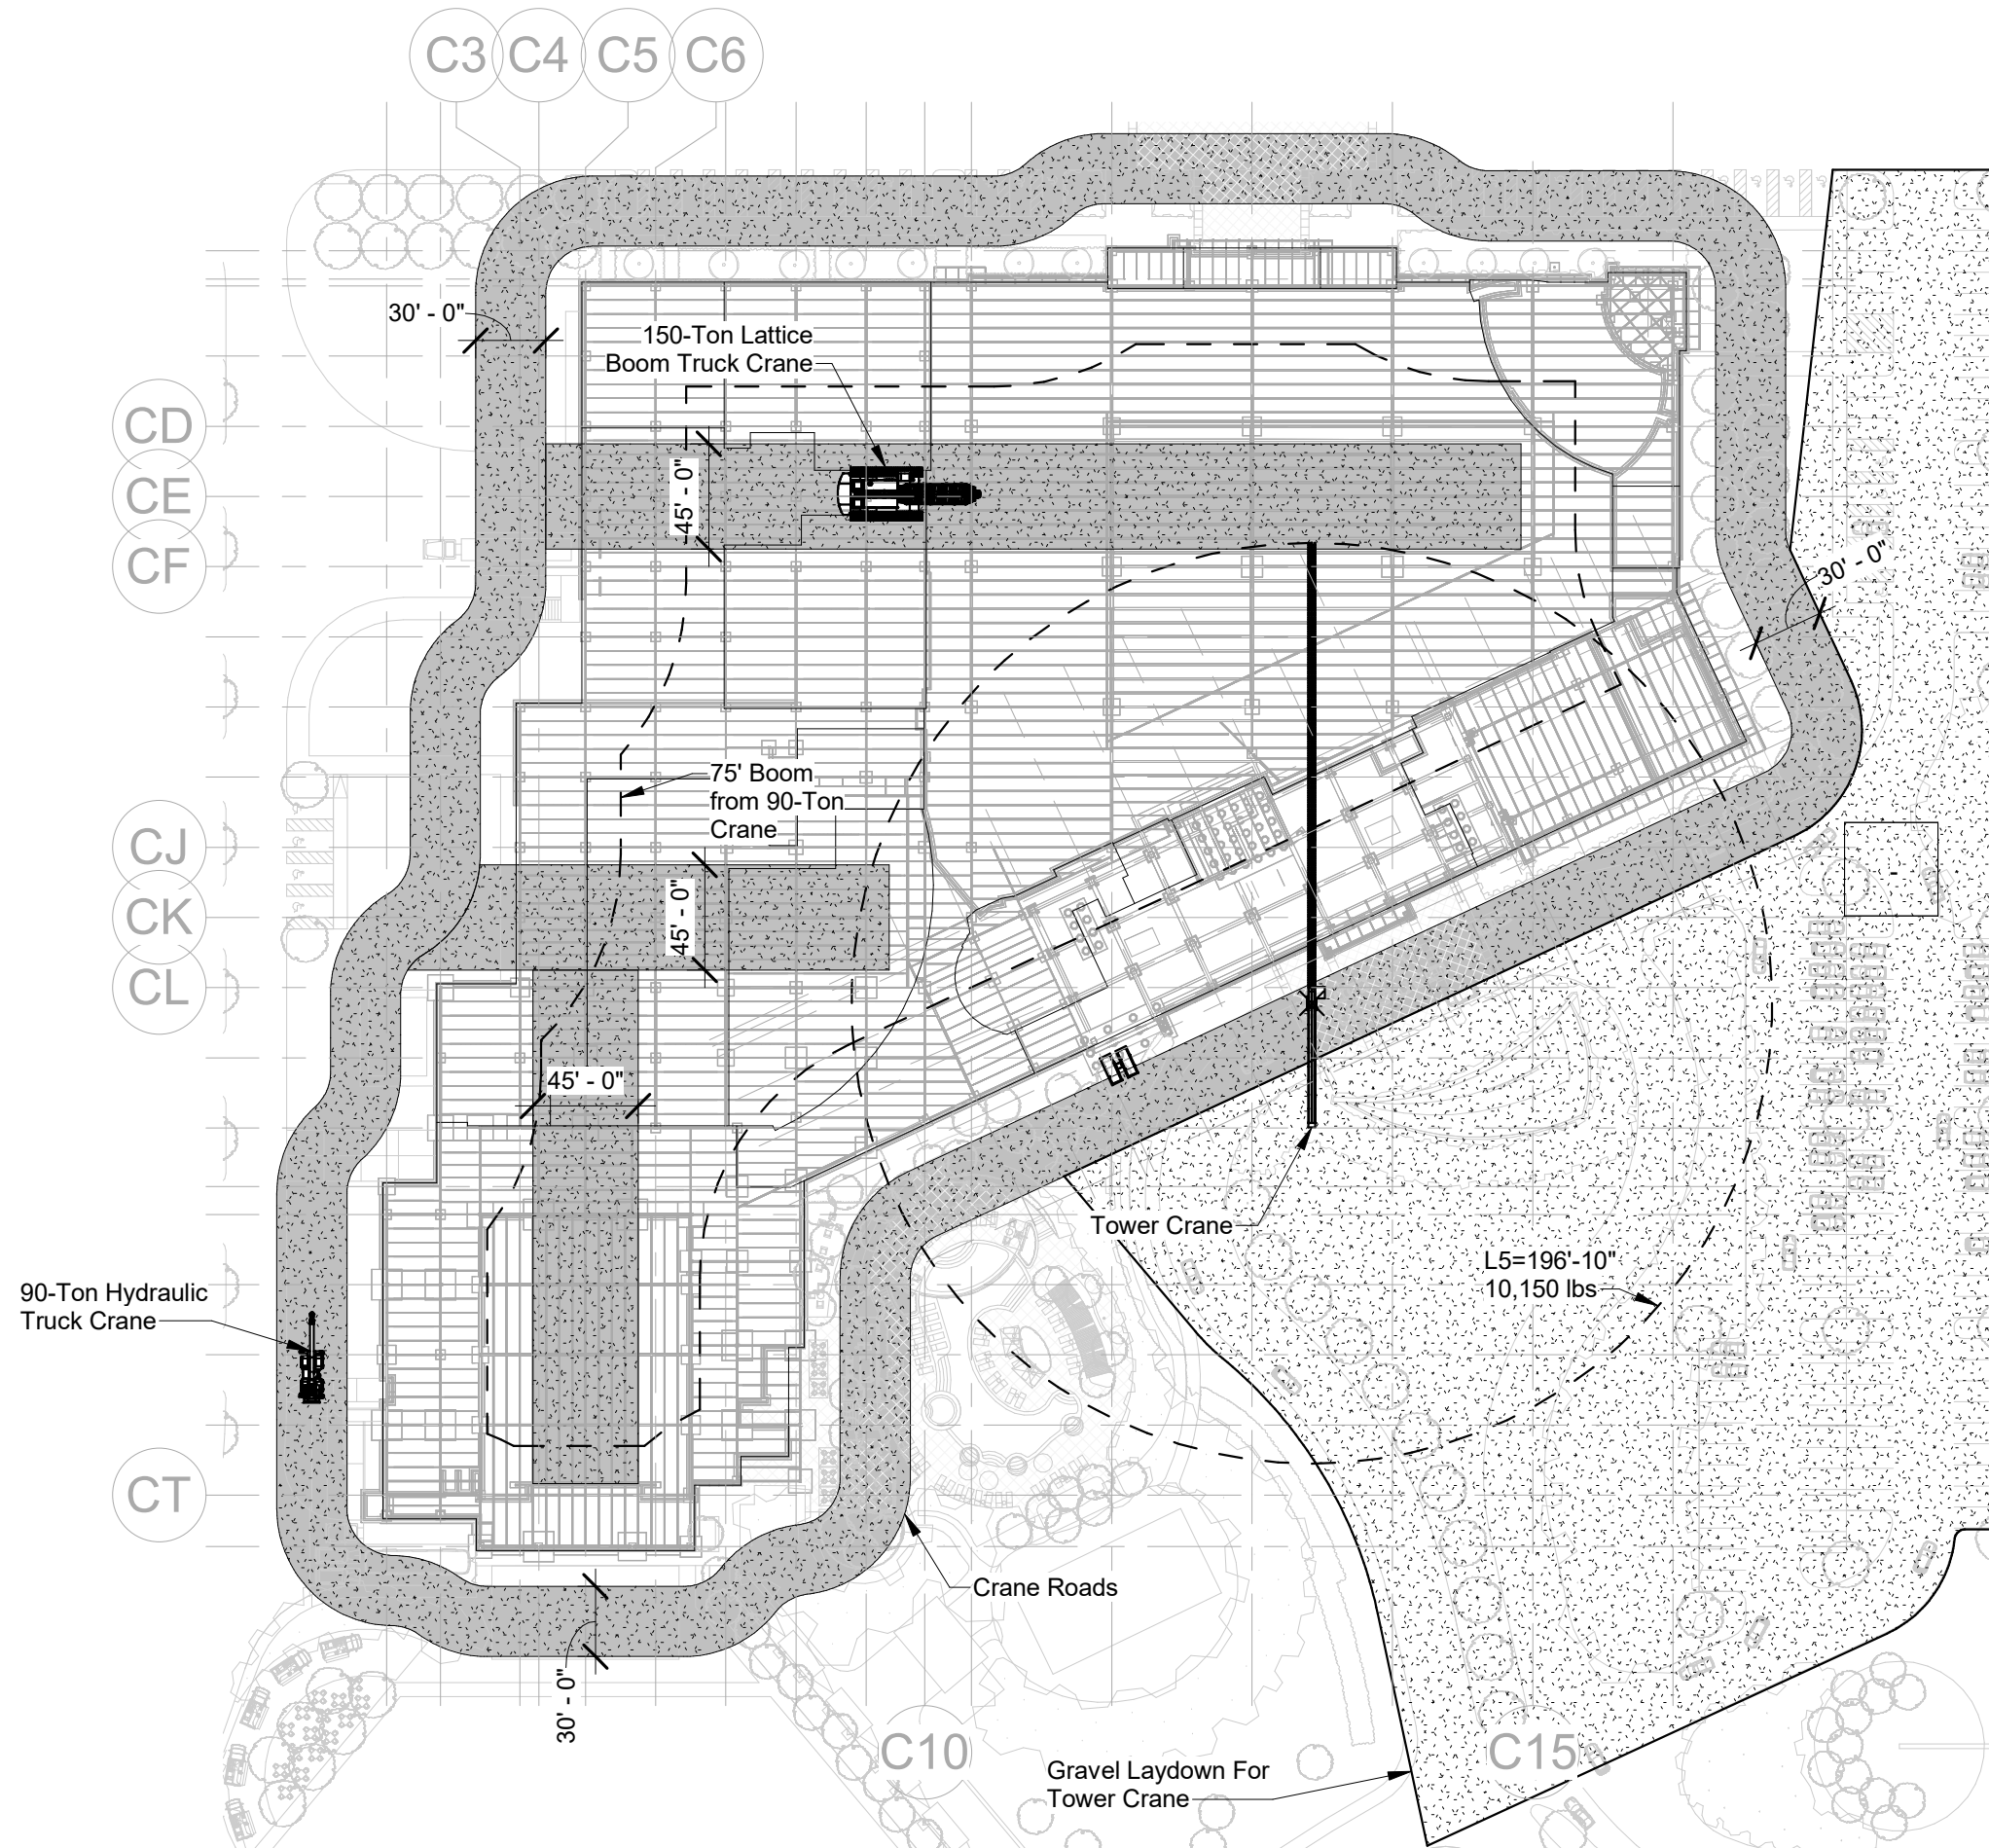 C3
C4
C5
C6
30' - 0"
150-Ton Lattice
Boom Truck Crane
CD
CE
CF
45' - 0"
30' - 0"
75' Boom
from 90-Ton
Crane
CJ
CK
CL
45' - 0"
45' - 0"
Tower Crane
L5=196'-10"
10,150 lbs
90-Ton Hydraulic
Truck Crane
CT
Crane Roads
30' - 0"
C10
C15
Gravel Laydown For
Tower Crane